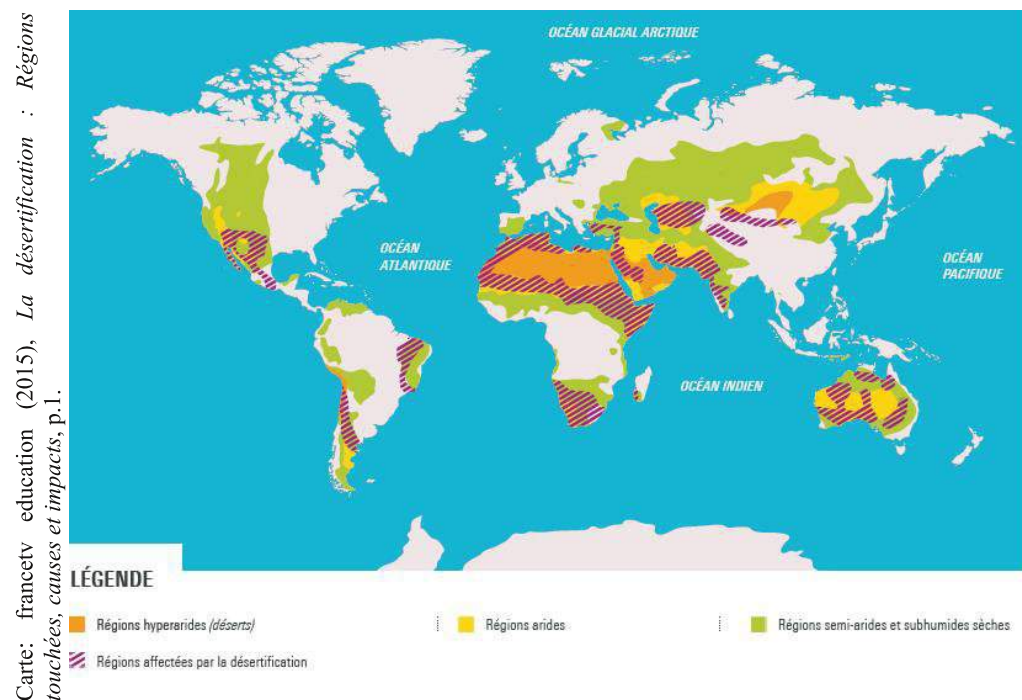 Carte: francetv education (2015), La désertification : Régions
touchées, causes et impacts, p.1.
OCÉAN GLACIAL ARCTIQUE
OCÉAN
ATLANTIQUE
OCÉAN
PACIFIQUE
OCÉAN INDIEN
LÉGENDE
Régions hyperarides (déserts)
Régions arides
Régions semi-arides et subhumides sèches
Régions affectées par la désertification